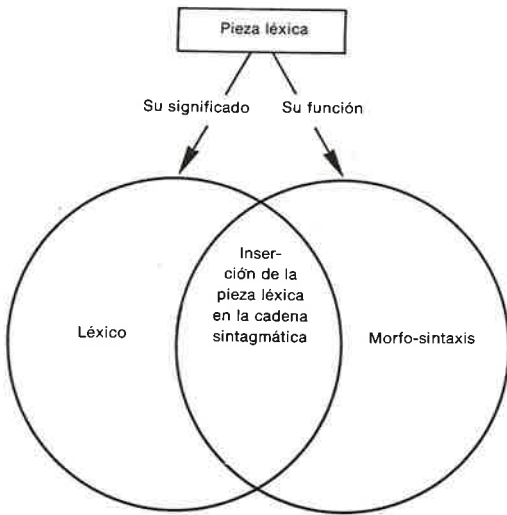 Pieza léxica
Su significado
Su función
Inser-
ción de la
pieza léxica
en la cadena
sintagmática
Léxico
Morfo-sintaxis